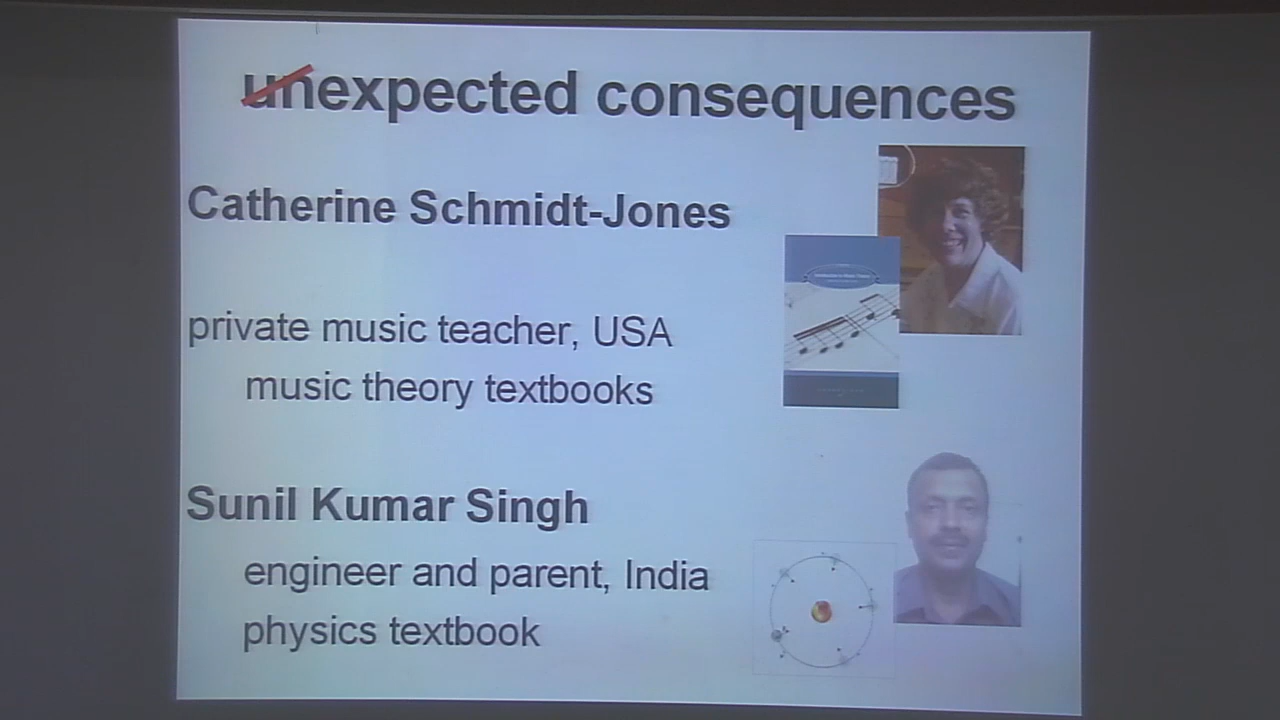 unexpected consequences
Catherine Schmidt-Jones
private music teacher, USA
music theory textbooks
Sunil Kumar Singh
engineer and parent, India
physics textbook